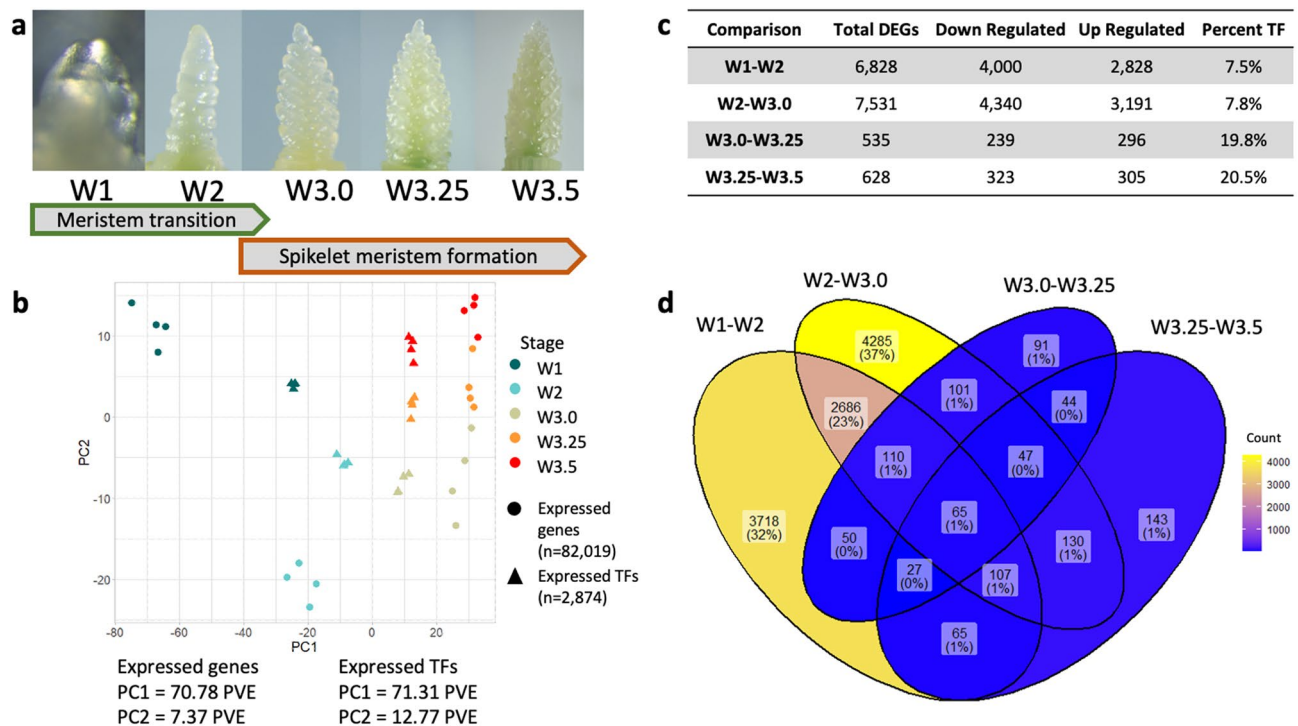 a
W1 W2 W3.0 W3.25 W3.5
Meristem transition
Spikelet meristem formation
b
10
0
-10
-20
PC2
-80 -60 -40 -20 0 20
PC1
Stage
W1
W2
W3.0
W3.25
W3.5
Expressed
genes
(n=82,019)
Expressed TFs
(n=2,874)
Expressed genes
PC1 = 70.78 PVE
PC2 = 7.37 PVE
Expressed TFs
PC1 = 71.31 PVE
PC2 = 12.77 PVE
c
Comparison Total DEGs Down Regulated Up Regulated Percent TF
W1-W2 6,828 4,000 2,828 7.5%
W2-W3.0 7,531 4,340 3,191 7.8%
W3.0-W3.25 535 239 296 19.8%
W3.25-W3.5 628 323 305 20.5%
d
W1-W2
W2-W3.0
W3.0-W3.25
W3.25-W3.5
4285
(37%)
91
(1%)
101
(1%)
44
(0%)
2686
(23%)
110
(1%)
47
(0%)
3718
(32%)
65
(1%)
143
(1%)
50
(0%)
130
(1%)
27
(0%)
107
(1%)
65
(1%)
Count
4000
3000
2000
1000